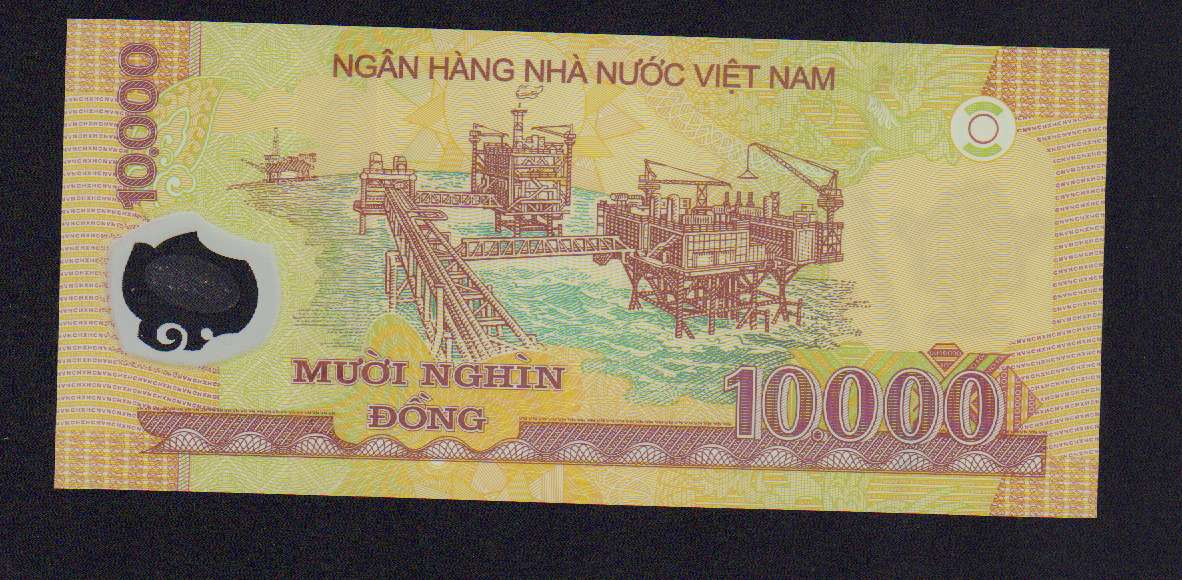 NGÂN HÀNG NHÀ NƯỚC VIỆT NAM
10.000
MƯỜI NGHÌN
ĐỒNG
10.000